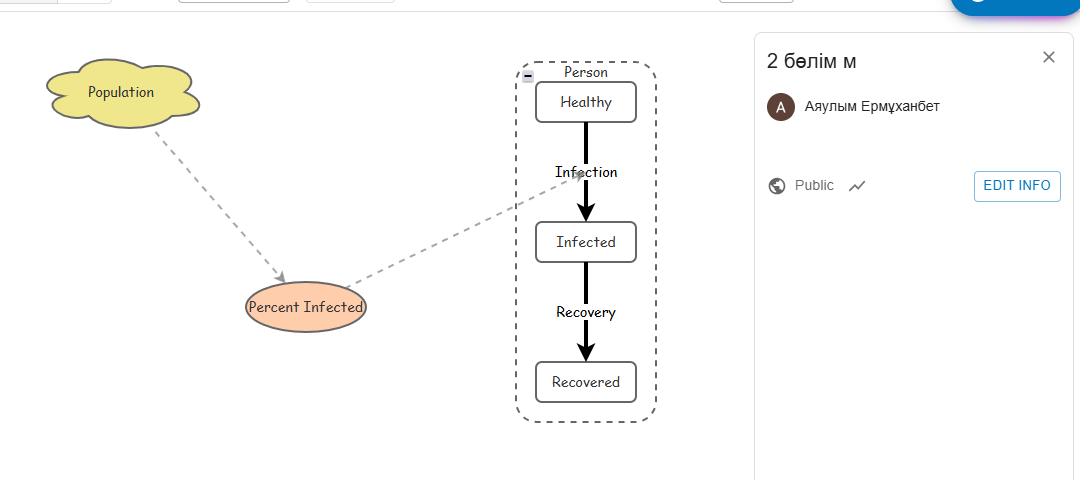 Population
Percent Infected
Person
Healthy
Infection
Infected
Recovery
Recovered
2 бөлім м
А
Аяулым Ермұханбет
Public
EDIT INFO